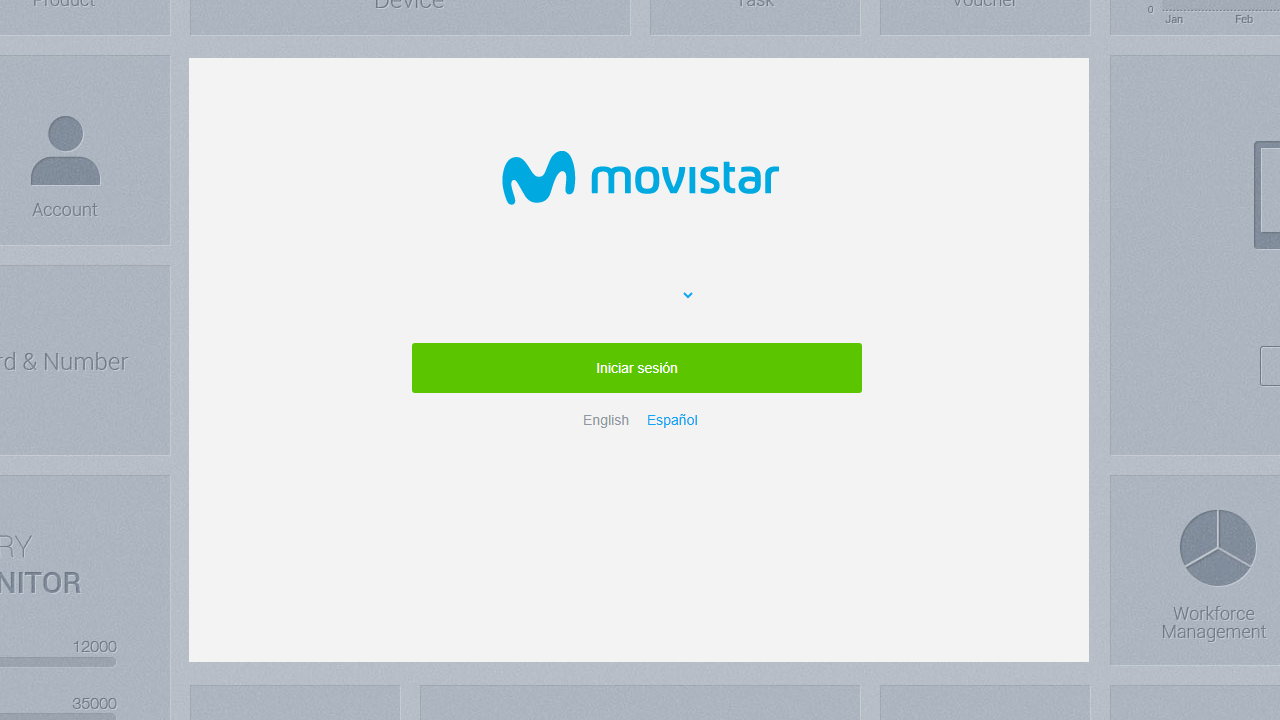 Product
Device
Task
Voucher
0
Jan Feb
movistar
Account
Iniciar sesión
English Español
rd & Number
RY
NITOR
12000
35000
Workforce
Management